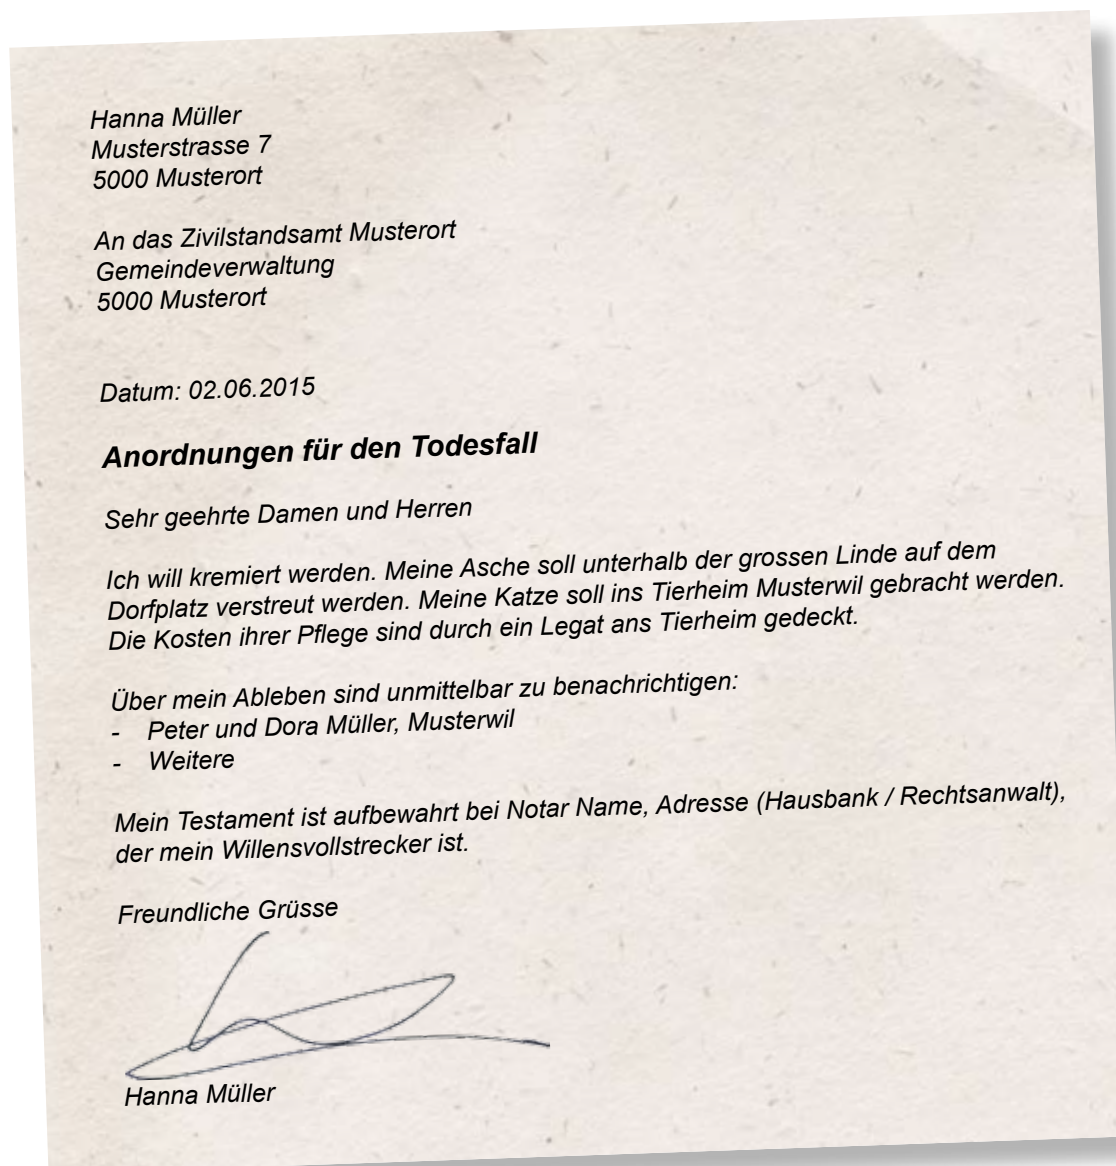 Hanna Müller
Musterstrasse 7
5000 Musterort
An das Zivilstandsamt Musterort
Gemeindeverwaltung
5000 Musterort
Datum: 02.06.2015
Anordnungen für den Todesfall
Sehr geehrte Damen und Herren
Ich will kremiert werden. Meine Asche soll unterhalb der grossen Linde auf dem
Dorfplatz verstreut werden. Meine Katze soll ins Tierheim Musterwil gebracht werden.
Die Kosten ihrer Pflege sind durch ein Legat ans Tierheim gedeckt.
Über mein Ableben sind unmittelbar zu benachrichtigen:
- Peter und Dora Müller, Musterwil
- Weitere
Mein Testament ist aufbewahrt bei Notar Name, Adresse (Hausbank / Rechtsanwalt),
der mein Willensvollstrecker ist.
Freundliche Grüsse
Hanna Müller